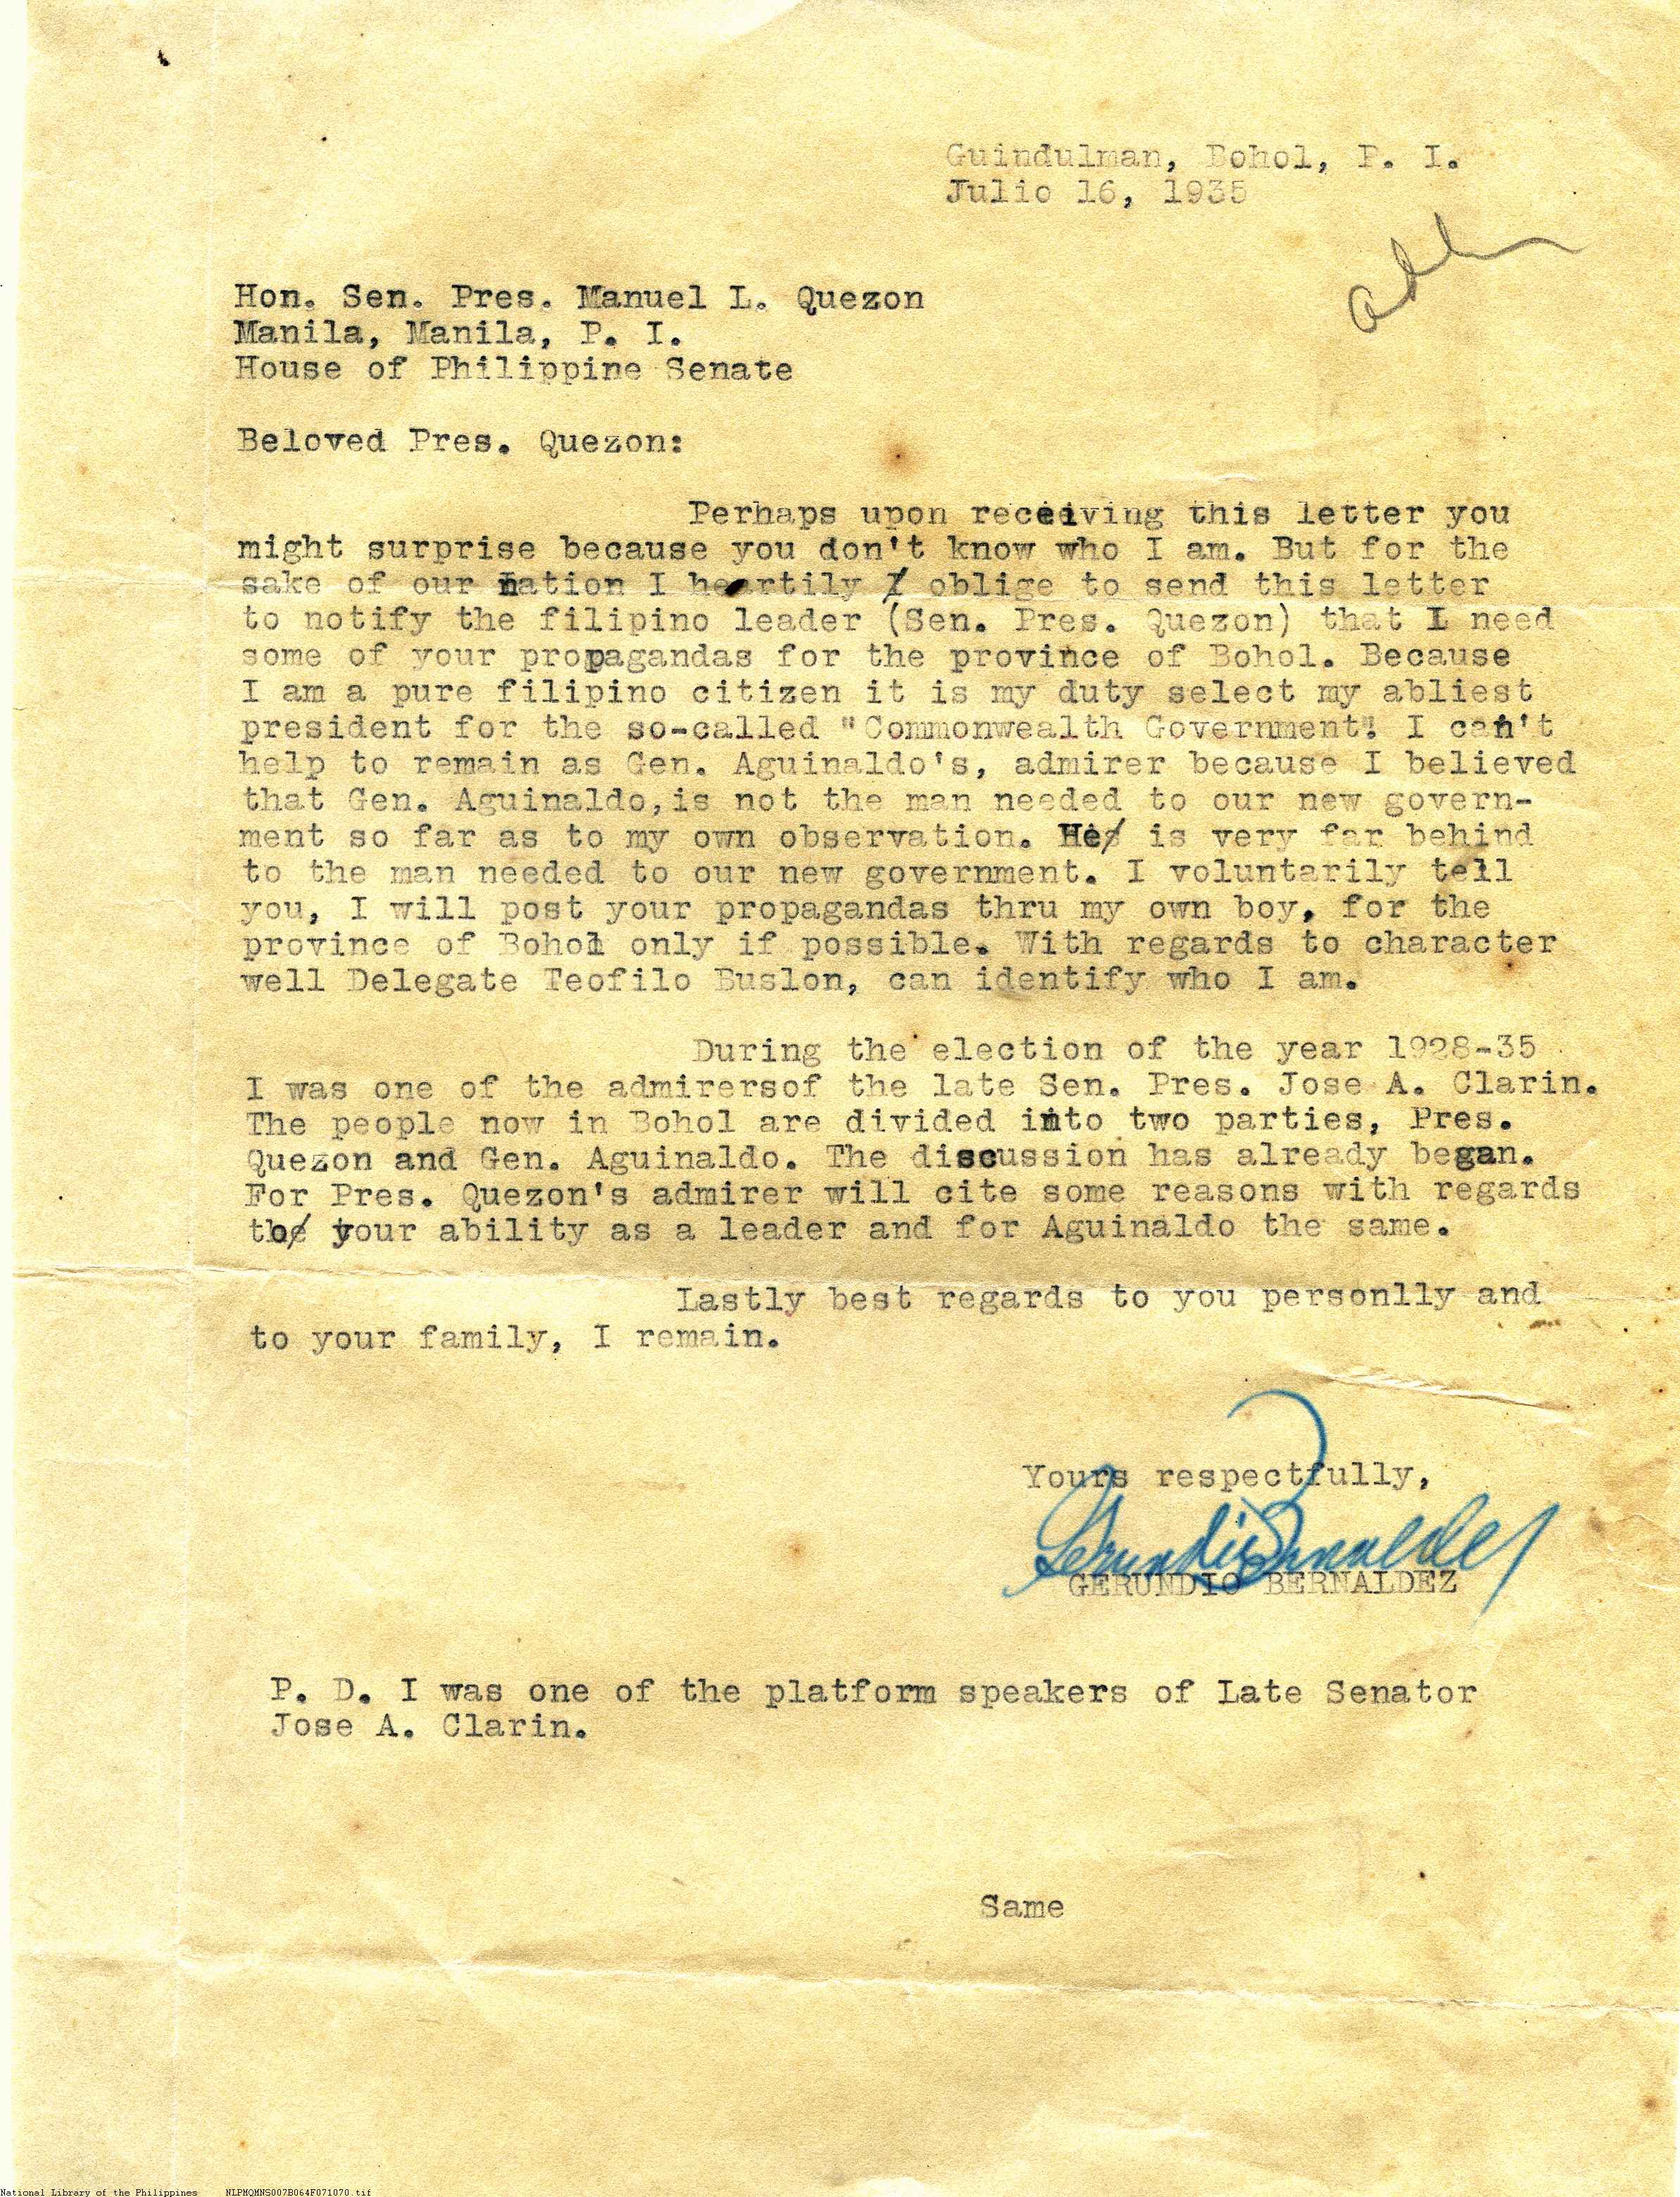 Guindulman, Bohol, P. I.
Julio 16, 1935
Hon. Sen. Pres. Manuel L. Quezon
Manila, Manila, P. I.
House of Philippine Senate
Beloved Pres. Quezon:
Perhaps upon receiving this letter you
might surprise because you don't know who I am. But for the
sake of our nation I heartily oblige to send this letter
to notify the filipino leader (Sen. Pres. Quezon) that I need
some of your propagandas for the province of Bohol. Because
I am a pure filipino citizen it is my duty select my abliest
president for the so-called "Commonwealth Government". I can't
help to remain as Gen. Aguinaldo's, admirer because I believed
that Gen. Aguinaldo, is not the man needed to our new govern-
ment so far as to my own observation. He is very far behind
to the man needed to our new government. I voluntarily tell
you, I will post your propagandas thru my own boy, for the
province of Bohol only if possible. With regards to character
well Delegate Teofilo Buslon, can identify who I am.
During the election of the year 1928-35
I was one of the admirersof the late Sen. Pres. Jose A. Clarin.
The people now in Bohol are divided into two parties, Pres.
Quezon and Gen. Aguinaldo. The discussion has already began.
For Pres. Quezon's admirer will cite some reasons with regards
to your ability as a leader and for Aguinaldo the same.
Lastly best regards to you personlly and
to your family, I remain.
Yours respectfully,
Gerundio Bernaldez
GERUNDIO BERNALDEZ
P. D. I was one of the platform speakers of Late Senator
Jose A. Clarin.
Same
National Library of the Philippines NLPMQMNS007B064F071070.tif